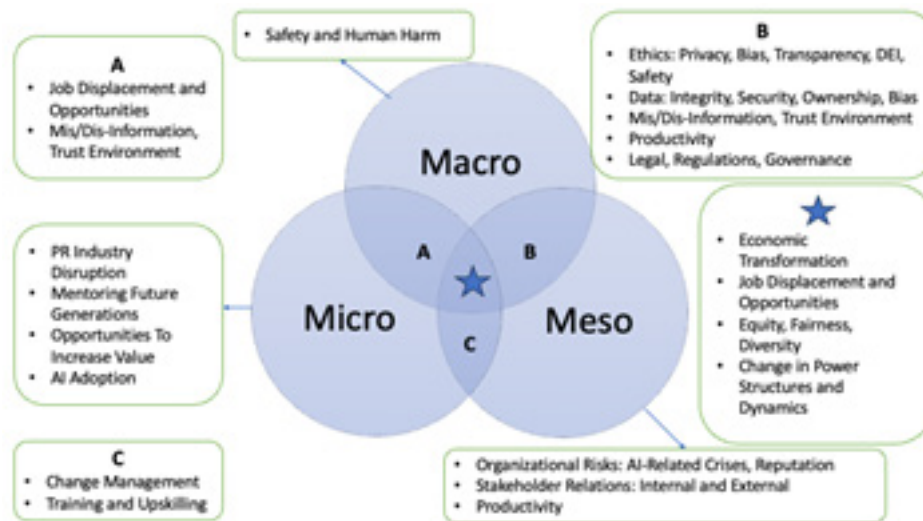 • Safety and Human Harm
A
• Job Displacement and
Opportunities
• Mis/Dis-Information,
Trust Environment
B
• Ethics: Privacy, Bias, Transparency, DEI,
Safety
• Data: Integrity, Security, Ownership, Bias
• Mis/Dis-Information, Trust Environment
• Productivity
• Legal, Regulations, Governance
Macro
A
B
Micro
Meso
C
• PR Industry
Disruption
• Mentoring Future
Generations
• Opportunities To
Increase Value
• AI Adoption
• Economic
Transformation
• Job Displacement and
Opportunities
• Equity, Fairness,
Diversity
• Change in Power
Structures and
Dynamics
C
• Change Management
• Training and Upskilling
• Organizational Risks: AI-Related Crises, Reputation
• Stakeholder Relations: Internal and External
• Productivity